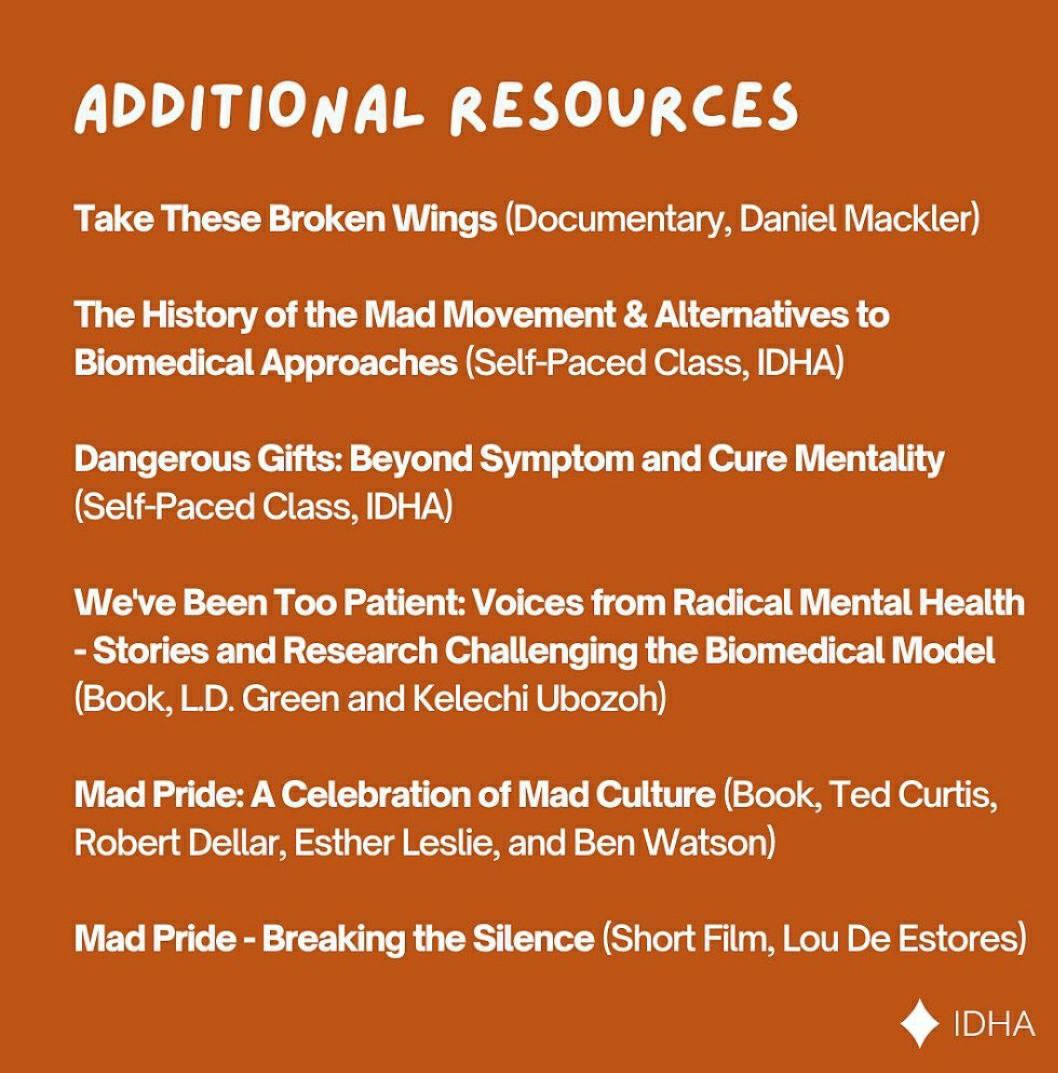 ADDITIONAL RESOURCES
Take These Broken Wings (Documentary, Daniel Mackler)
The History of the Mad Movement & Alternatives to
Biomedical Approaches (Self-Paced Class, IDHA)
Dangerous Gifts: Beyond Symptom and Cure Mentality
(Self-Paced Class, IDHA)
We've Been Too Patient: Voices from Radical Mental Health
- Stories and Research Challenging the Biomedical Model
(Book, L.D. Green and Kelechi Ubozoh)
Mad Pride: A Celebration of Mad Culture (Book, Ted Curtis,
Robert Dellar, Esther Leslie, and Ben Watson)
Mad Pride - Breaking the Silence (Short Film, Lou De Estores)
IDHA